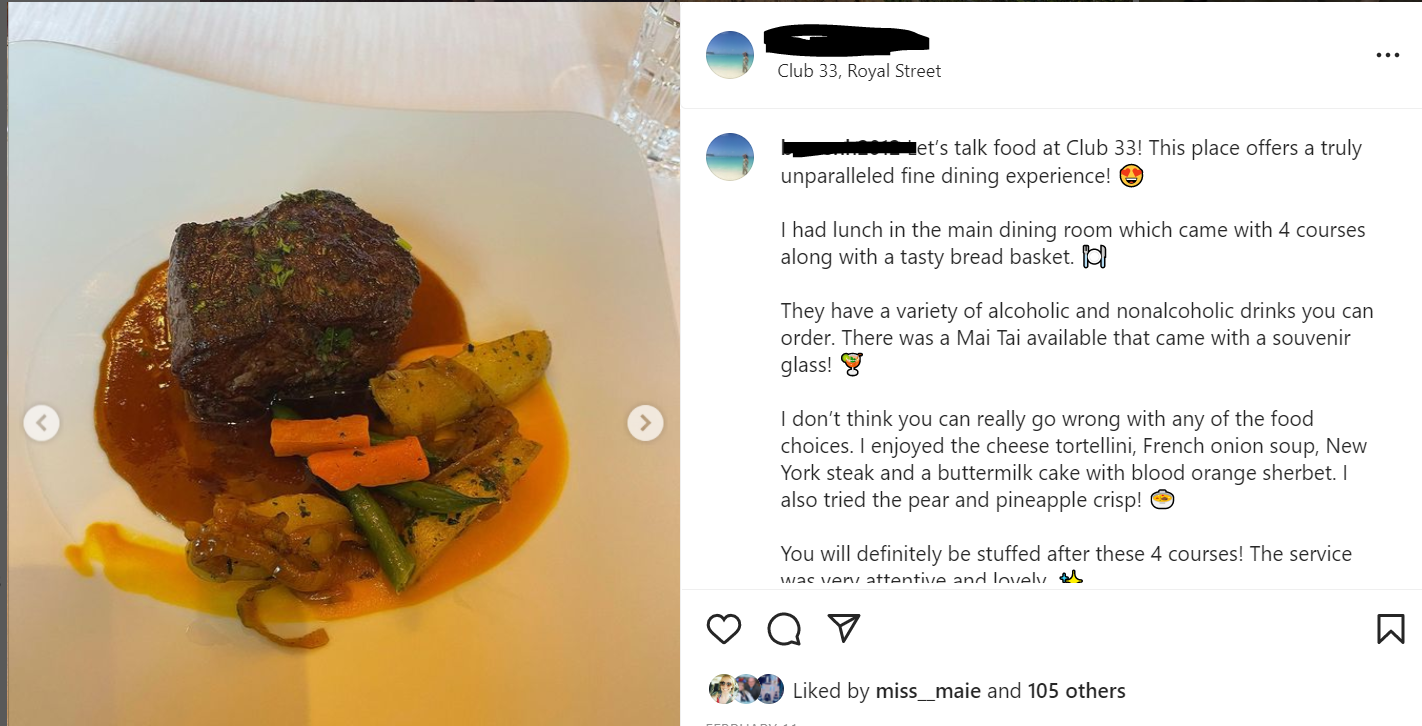 Club 33, Royal Street
et’s talk food at Club 33! This place offers a truly
unparalleled fine dining experience! 😍
I had lunch in the main dining room which came with 4 courses
along with a tasty bread basket. 🍽️
They have a variety of alcoholic and nonalcoholic drinks you can
order. There was a Mai Tai available that came with a souvenir
glass! 🍹
I don’t think you can really go wrong with any of the food
choices. I enjoyed the cheese tortellini, French onion soup, New
York steak and a buttermilk cake with blood orange sherbet. I
also tried the pear and pineapple crisp! 🍲
You will definitely be stuffed after these 4 courses! The service
was very attentive and lovely. ✨
Liked by miss__maie and 105 others
FEBRUARY 11